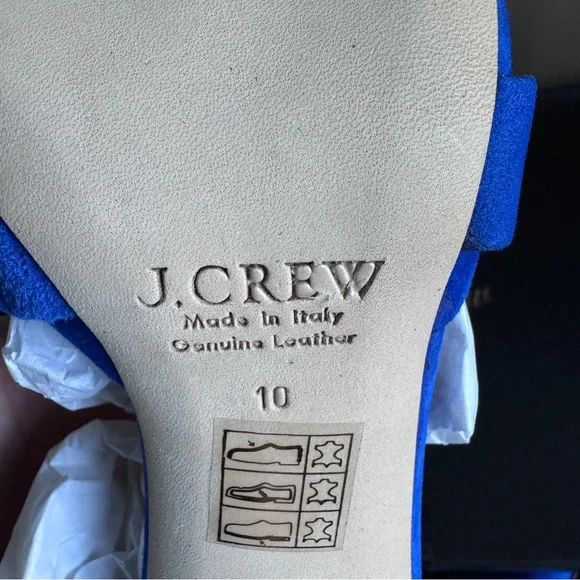 J.CREW
Made In Italy
Genuine Leather
10